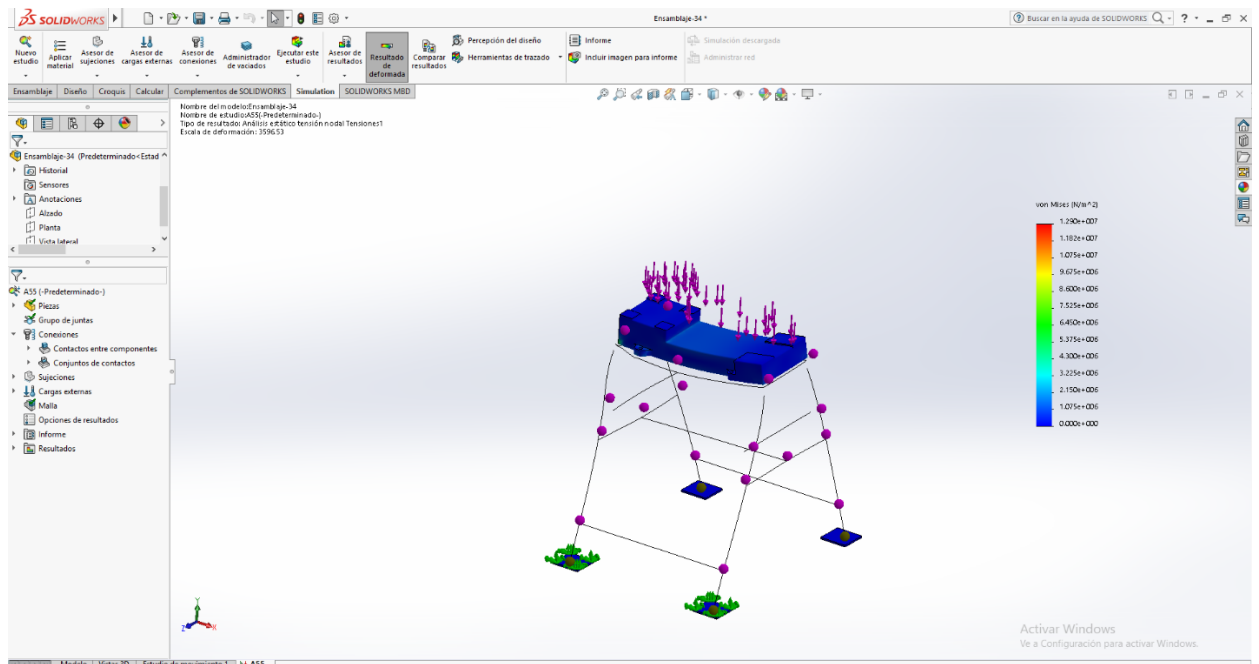 SOLIDWORKS
Ensamblaje-34 *
Buscar en la ayuda de SOLIDWORKS
Nuevo estudio
Aplicar material
Asesor de sujeciones
Asesor de cargas externas
Asesor de conexiones
Administrador de vaciados
Ejecutar este estudio
Asesor de resultados
Resultado de deformada
Comparar resultados
Percepción del diseño
Herramientas de trazado
Informe
Incluir imagen para informe
Simulación descargada
Administrar red
Ensamblaje Diseño Croquis Calcular Complementos de SOLIDWORKS Simulation SOLIDWORKS MBD
Nombre del modelo:Ensamblaje-34
Nombre de estudio:A55(-Predeterminado-)
Tipo de resultado: Análisis estático tensión nodal Tensiones1
Escala de deformación: 35965.3
Ensamblaje-34 (Predeterminado<Estad
Historial
Sensores
Anotaciones
Alzado
Planta
Vista lateral
A55 (-Predeterminado-)
Piezas
Grupo de juntas
Conexiones
Contactos entre componentes
Conjuntos de contactos
Sujeciones
Cargas externas
Malla
Opciones de resultados
Informe
Resultados
von Mises (N/m^2)
1.290e+007
1.182e+007
1.075e+007
9.675e+006
8.600e+006
7.525e+006
6.450e+006
5.375e+006
4.300e+006
3.225e+006
2.150e+006
1.075e+006
0.000e+000
Y
Z
X
Activar Windows
Ve a Configuración para activar Windows.
Modelo Vistas 3D Estudio de movimiento 1 A55